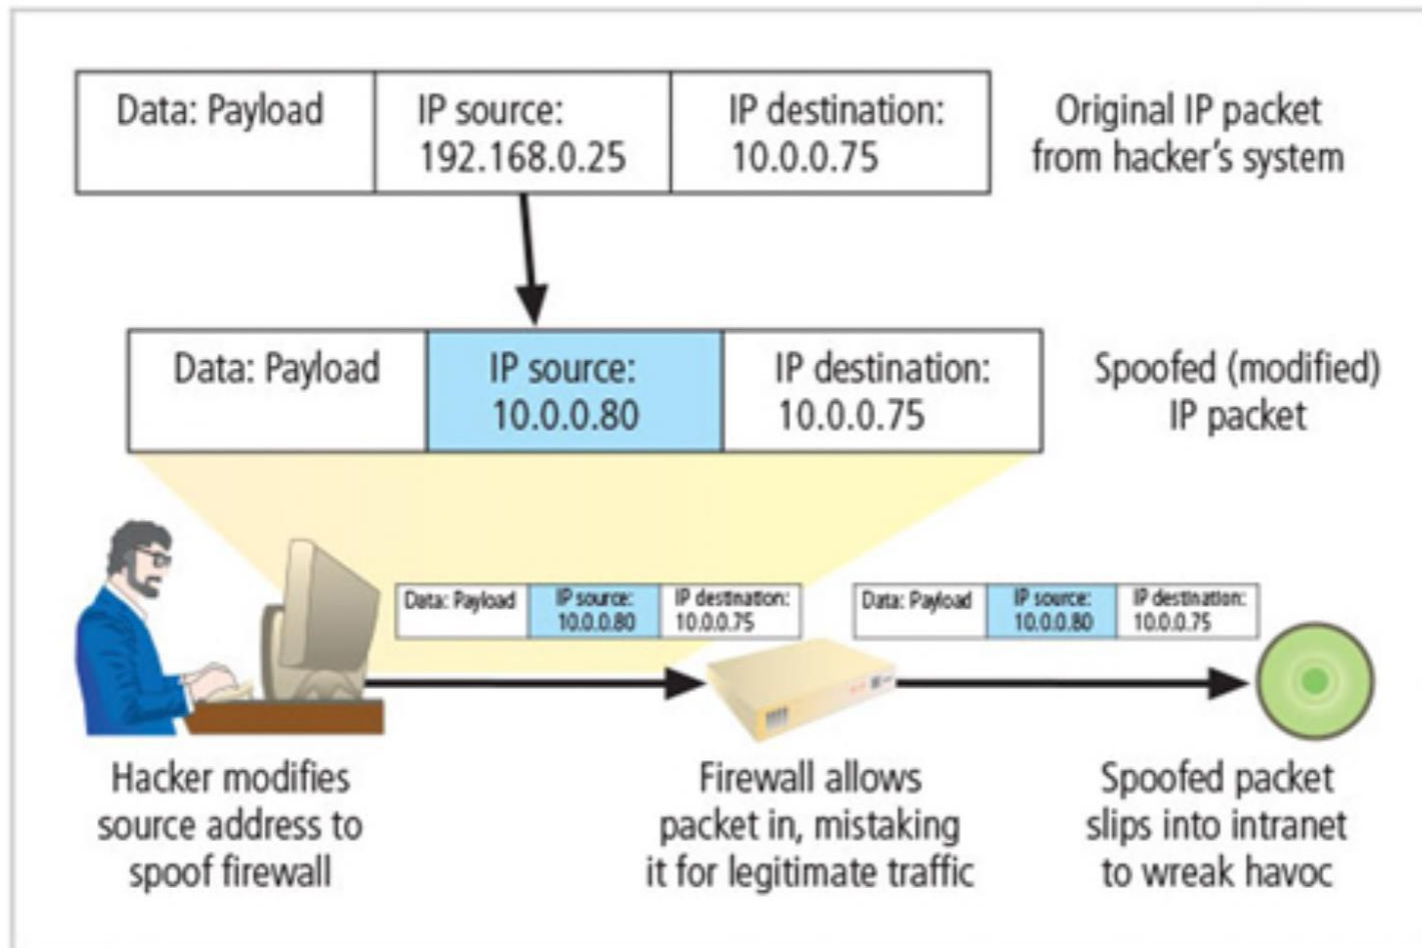 Data: Payload
IP source:
192.168.0.25
IP destination:
10.0.0.75
Original IP packet
from hacker's system
Data: Payload
IP source:
10.0.0.80
IP destination:
10.0.0.75
Spoofed (modified)
IP packet
Data: Payload
IP source:
10.0.0.80
IP destination:
10.0.0.75
Data: Payload
IP source:
10.0.0.80
IP destination:
10.0.0.75
Hacker modifies
source address to
spoof firewall
Firewall allows
packet in, mistaking
it for legitimate traffic
Spoofed packet
slips into intranet
to wreak havoc